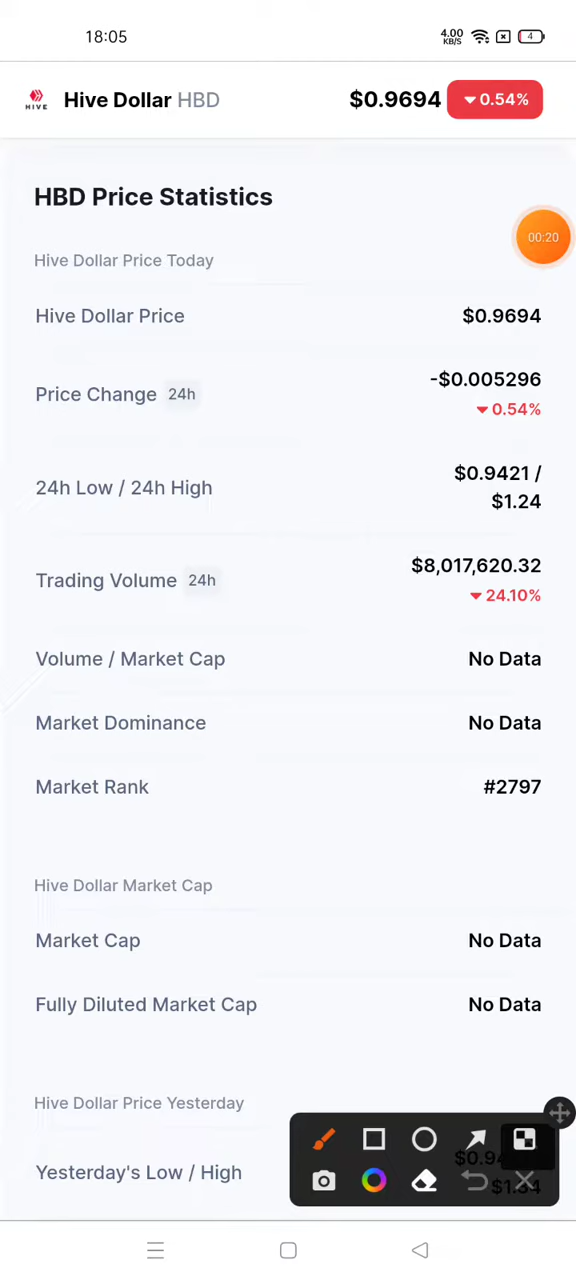 18:05
4.00
KB/S
4
HIVE
Hive Dollar HBD
$0.9694
0.54%
HBD Price Statistics
00:20
Hive Dollar Price Today
Hive Dollar Price
$0.9694
Price Change 24h
-$0.005296
0.54%
24h Low / 24h High
$0.9421 /
$1.24
Trading Volume 24h
$8,017,620.32
24.10%
Volume / Market Cap
No Data
Market Dominance
No Data
Market Rank
#2797
Hive Dollar Market Cap
Market Cap
No Data
Fully Diluted Market Cap
No Data
Hive Dollar Price Yesterday
Yesterday's Low / High